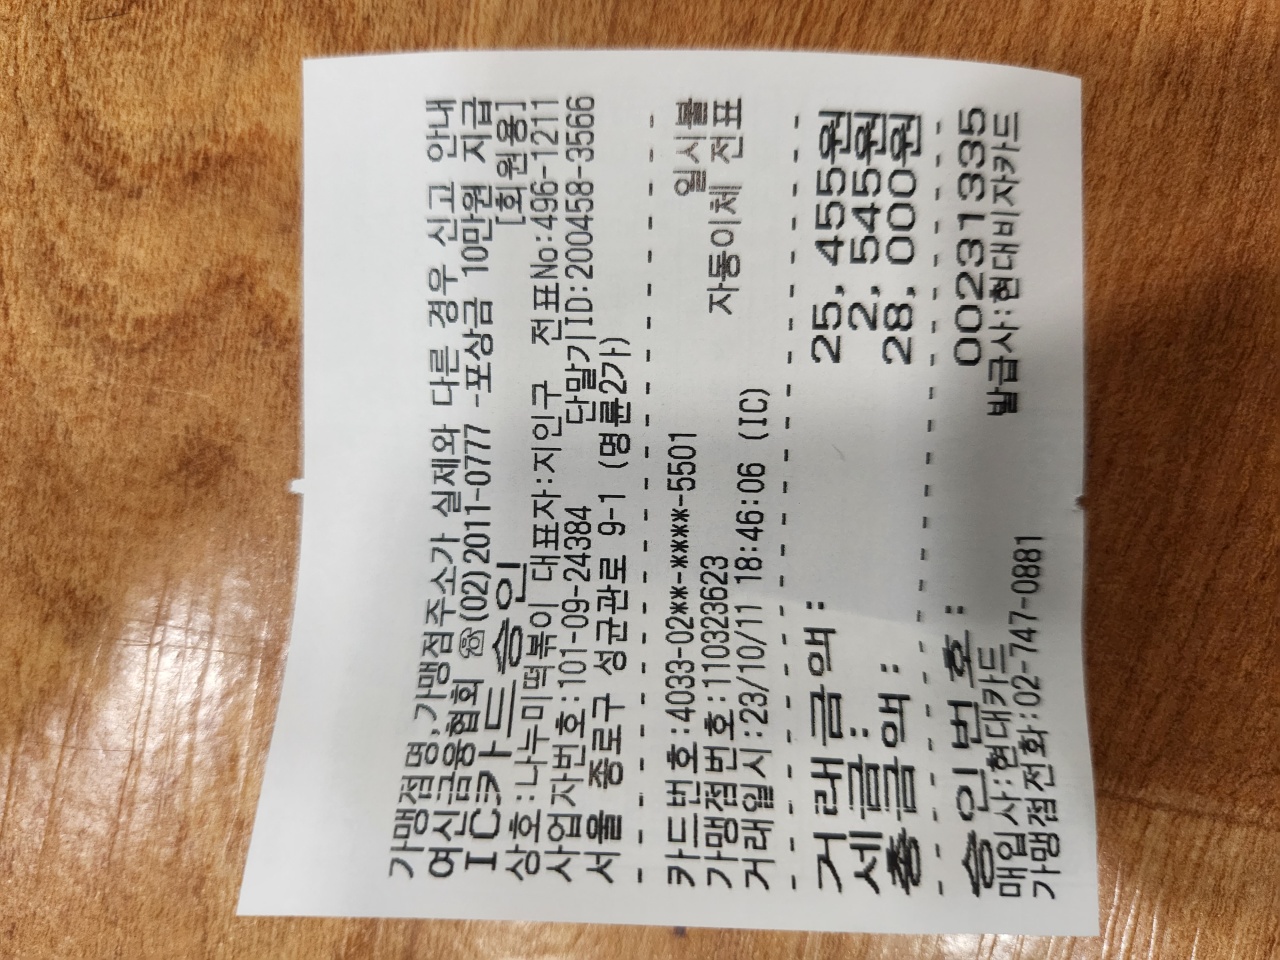 가맹점명,가맹점주소가 실제와 다른 경우 신고 안내
여신금융협회 ☏(02)2011-0777 -포상금 10만원 지급
IC카드승인 [회원용]
상호:나누미떡볶이 대표자:지인구 전표No:496-1211
사업자번호:101-09-24384 단말기ID:200458-3566
서울 종로구 성균관로 9-1 (명륜2가)
카드번호:4033-02**-****-5501 일시불
가맹점번호:110323623 자동이체 전표
거래일시:23/10/11 18:46:06 (IC)
거래금액: 25,455원
세금: 2,545원
총금액: 28,000원
승인번호: 00231335
매입사:현대카드 발급사:현대비자카드
가맹점전화:02-747-0881